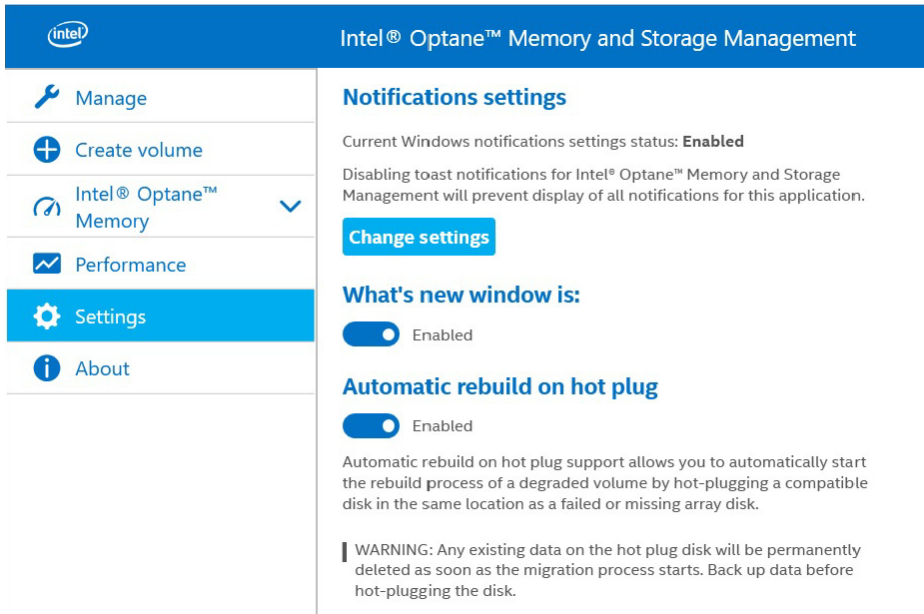 intel
Intel® Optane™ Memory and Storage Management
Manage
Create volume
Intel® Optane™
Memory
Performance
Settings
About
Notifications settings
Current Windows notifications settings status: Enabled
Disabling toast notifications for Intel® Optane™ Memory and Storage
Management will prevent display of all notifications for this application.
Change settings
What's new window is:
Enabled
Automatic rebuild on hot plug
Enabled
Automatic rebuild on hot plug support allows you to automatically start
the rebuild process of a degraded volume by hot-plugging a compatible
disk in the same location as a failed or missing array disk.
WARNING: Any existing data on the hot plug disk will be permanently
deleted as soon as the migration process starts. Back up data before
hot-plugging the disk.